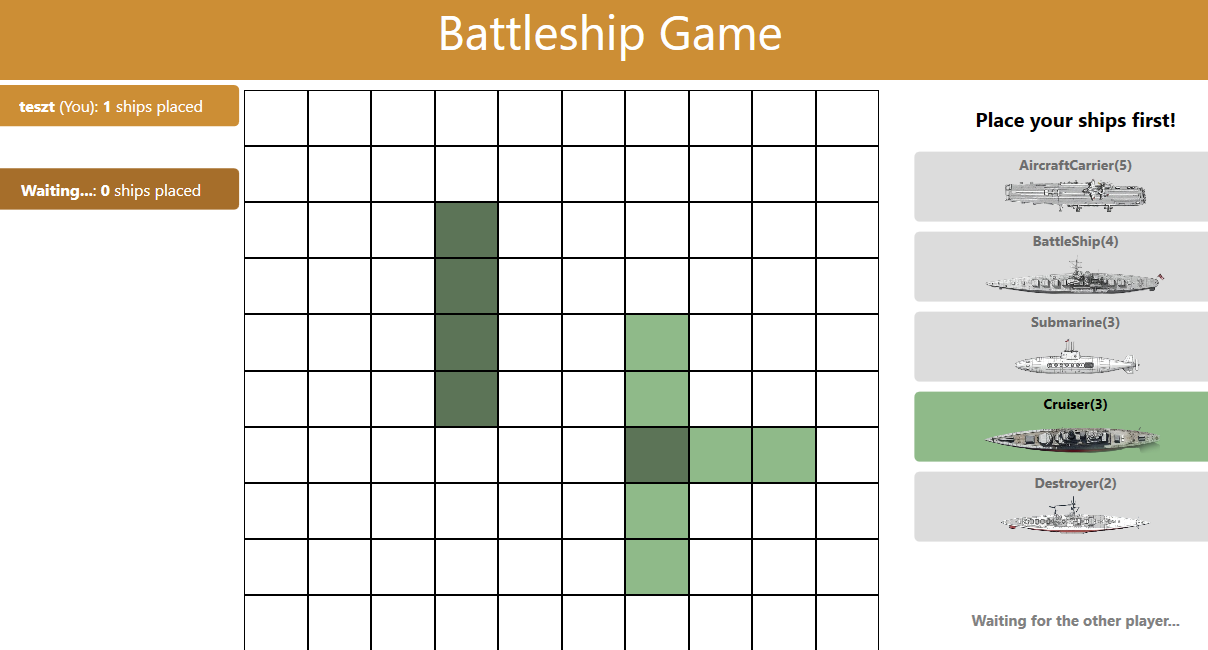 Battleship Game
teszt (You): 1 ships placed
Waiting...: 0 ships placed
Place your ships first!
AircraftCarrier(5)
BattleShip(4)
Submarine(3)
Cruiser(3)
Destroyer(2)
Waiting for the other player...